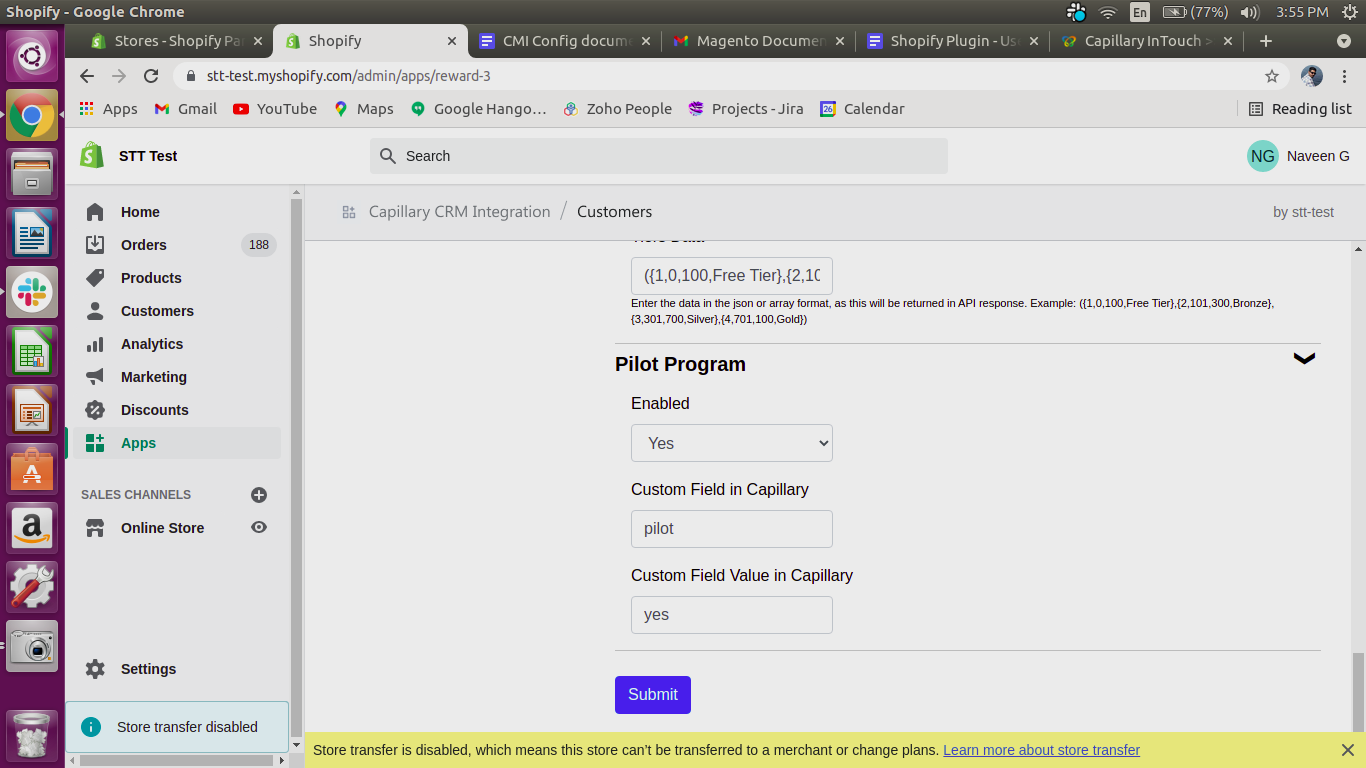 Shopify - Google Chrome
En (77%) 3:55 PM
Stores - Shopify Pa
Shopify
CMI Config docum
Magento Documen
Shopify Plugin - Us
Capillary InTouch >
stt-test.myshopify.com/admin/apps/reward-3
Apps Gmail YouTube Maps Google Hango... Zoho People Projects - Jira 26 Calendar Reading list
STT Test
Search
NG Naveen G
Home
Orders 188
Products
Customers
Analytics
Marketing
Discounts
Apps
SALES CHANNELS
Online Store
Settings
Store transfer disabled
Capillary CRM Integration / Customers
by stt-test
({1,0,100,Free Tier},{2,10
Enter the data in the json or array format, as this will be returned in API response. Example: ({1,0,100,Free Tier},{2,101,300,Bronze},
{3,301,700,Silver},{4,701,100,Gold})
Pilot Program
Enabled
Yes
Custom Field in Capillary
pilot
Custom Field Value in Capillary
yes
Submit
Store transfer is disabled, which means this store can't be transferred to a merchant or change plans. Learn more about store transfer